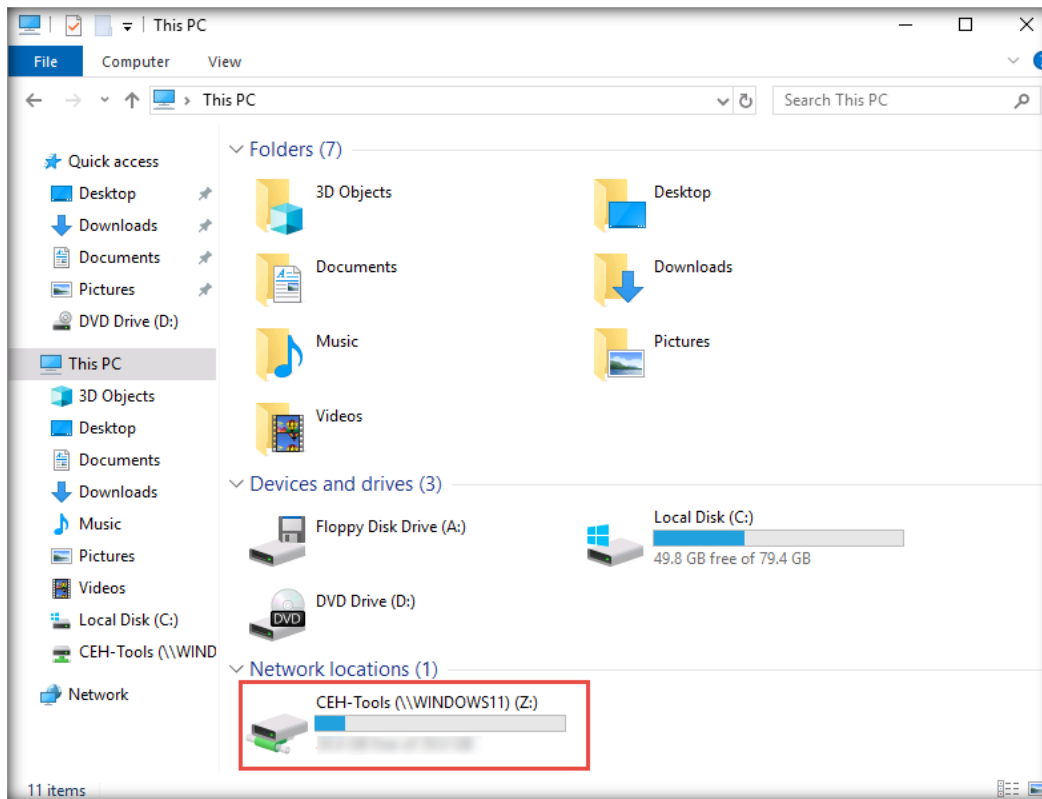 This PC
File Computer View
This PC
Search This PC
Quick access
Desktop
Downloads
Documents
Pictures
DVD Drive (D:)
This PC
3D Objects
Desktop
Documents
Downloads
Music
Pictures
Videos
Local Disk (C:)
CEH-Tools (\\WIND
Network
Folders (7)
3D Objects
Desktop
Documents
Downloads
Music
Pictures
Videos
Devices and drives (3)
Floppy Disk Drive (A:)
Local Disk (C:)
49.8 GB free of 79.4 GB
DVD Drive (D:)
DVD
Network locations (1)
CEH-Tools (\\WINDOWS11) (Z:)
11 items